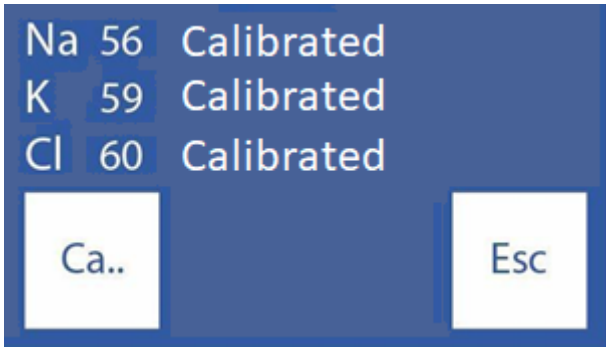 Na 56 Calibrated
K 59 Calibrated
Cl 60 Calibrated
Ca.. Esc